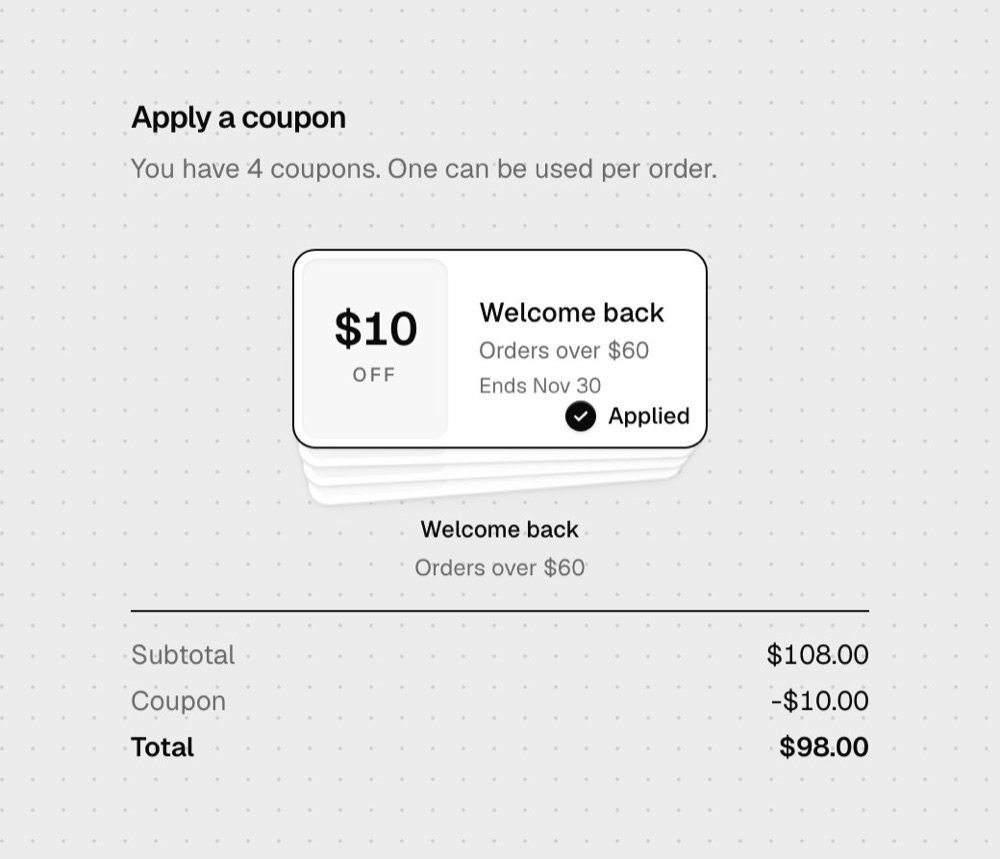 Apply a coupon
You have 4 coupons. One can be used per order.
$10
OFF
Welcome back
Orders over $60
Ends Nov 30
Applied
Welcome back
Orders over $60
Subtotal $108.00
Coupon -$10.00
Total $98.00